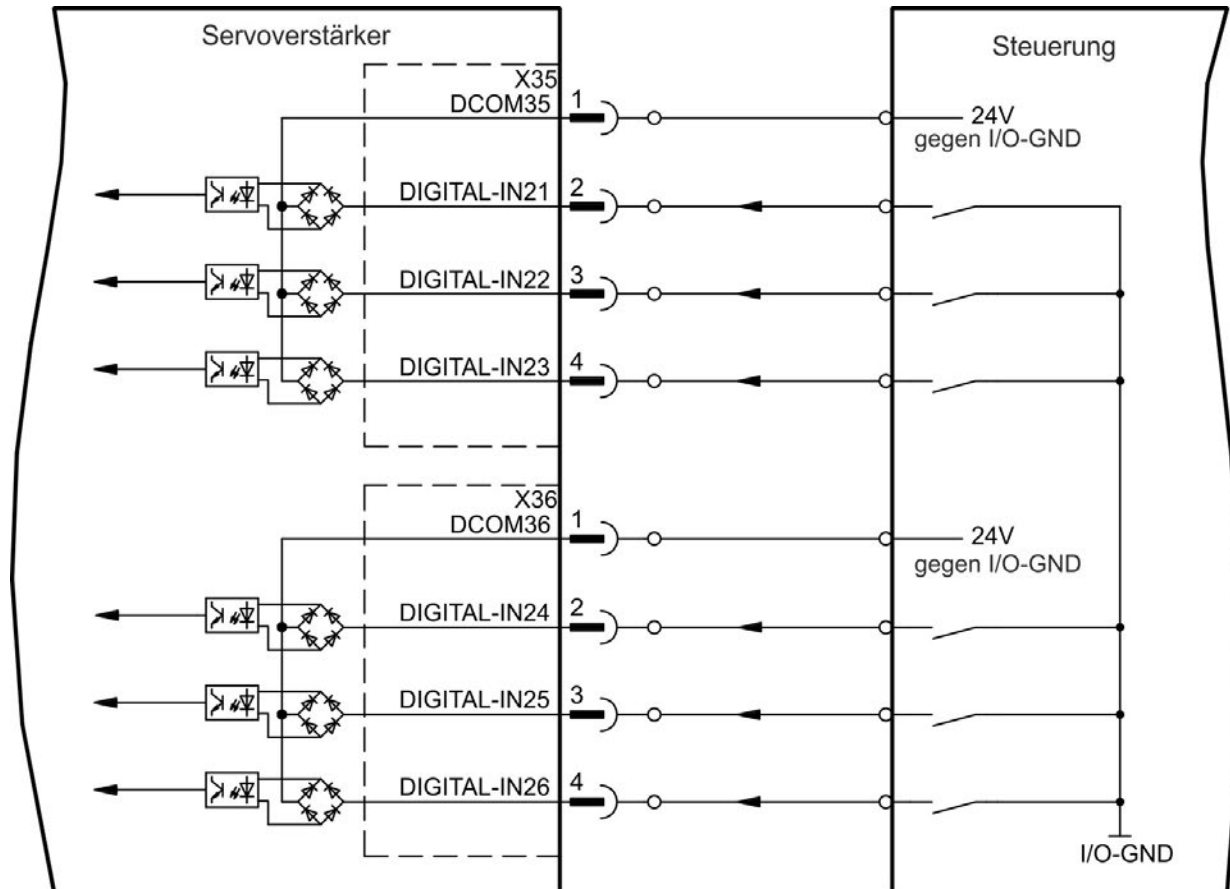 Servoverstärker
Steuerung
X35
DCOM35
1
24V
gegen I/O-GND
DIGITAL-IN21
2
DIGITAL-IN22
3
DIGITAL-IN23
4
X36
DCOM36
1
24V
gegen I/O-GND
DIGITAL-IN24
2
DIGITAL-IN25
3
DIGITAL-IN26
4
I/O-GND